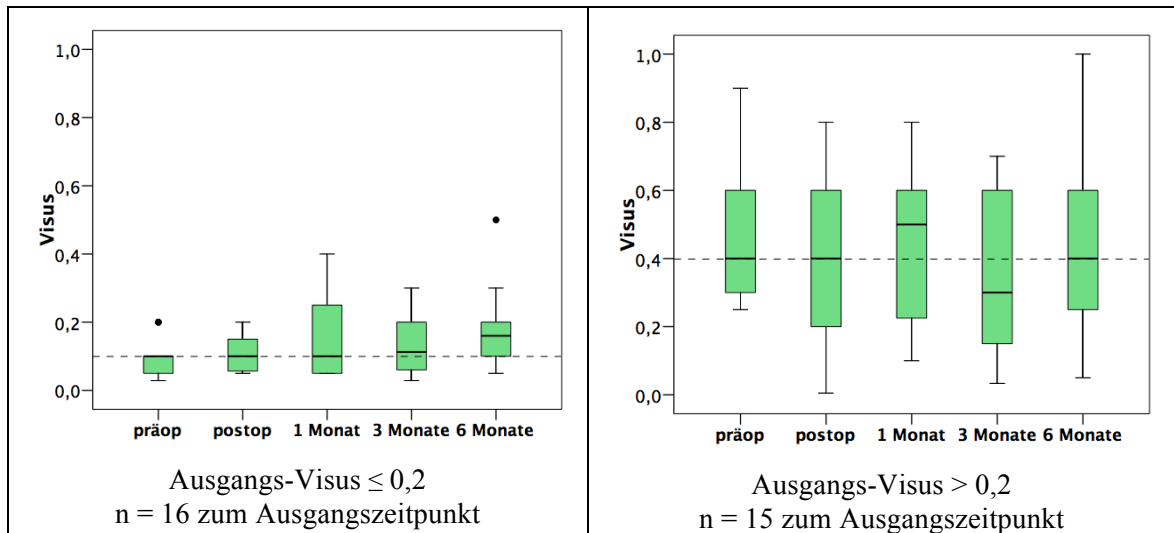 1,0
0,8
0,6
0,4
0,2
0,0
Visus
präop postop 1 Monat 3 Monate 6 Monate
Ausgangs-Visus ≤ 0,2
n = 16 zum Ausgangszeitpunkt
1,0
0,8
0,6
0,4
0,2
0,0
Visus
präop postop 1 Monat 3 Monate 6 Monate
Ausgangs-Visus > 0,2
n = 15 zum Ausgangszeitpunkt